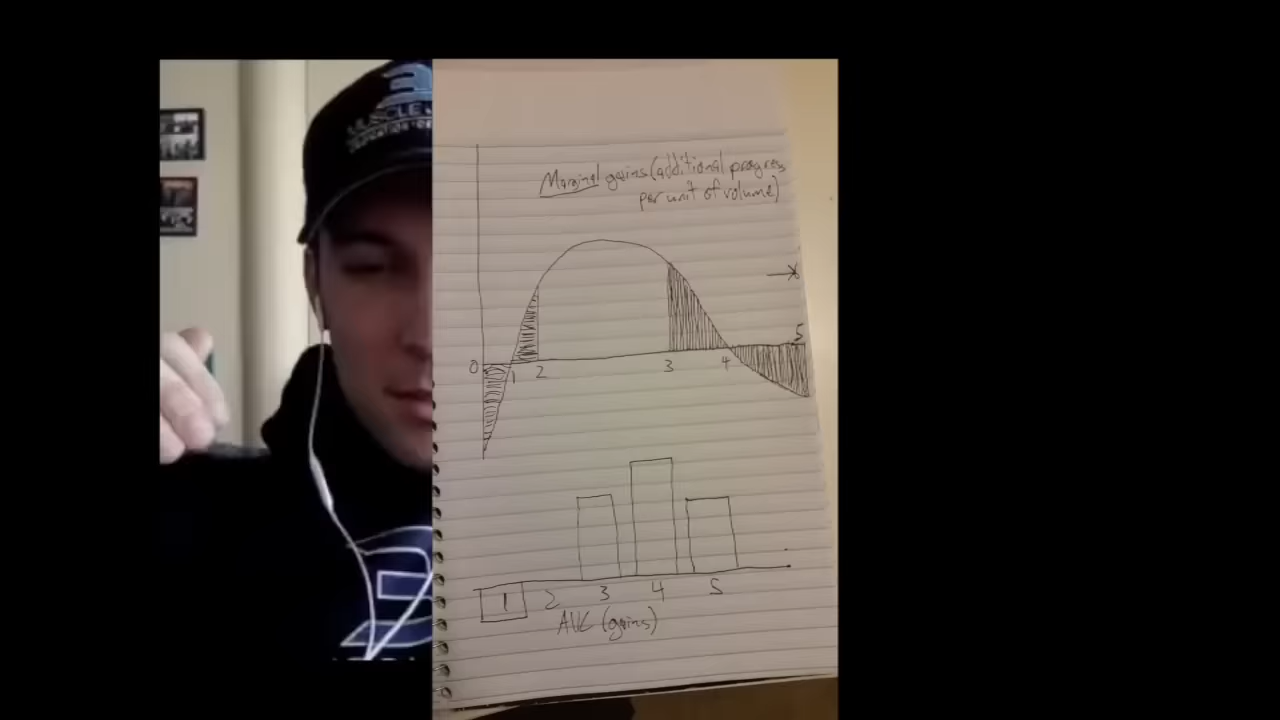 MUSCLE
Marginal gains (additional progress
per unit of volume)
5
0 1 2 3 4
1 2 3 4 5
AUC (gains)